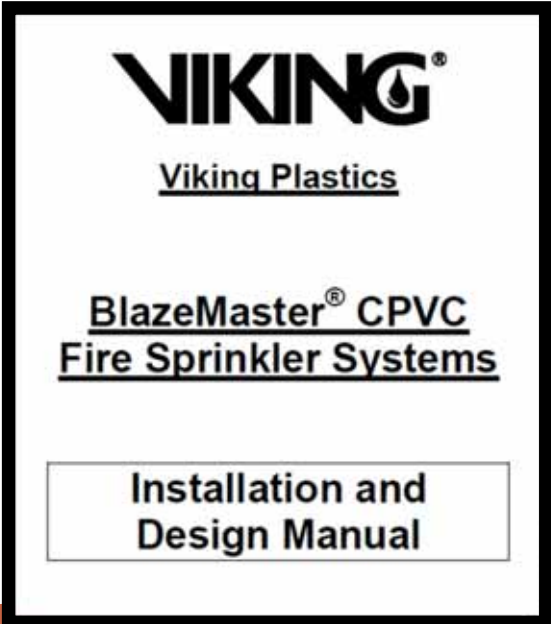 VIKING®
Viking Plastics
BlazeMaster® CPVC
Fire Sprinkler Systems
Installation and
Design Manual